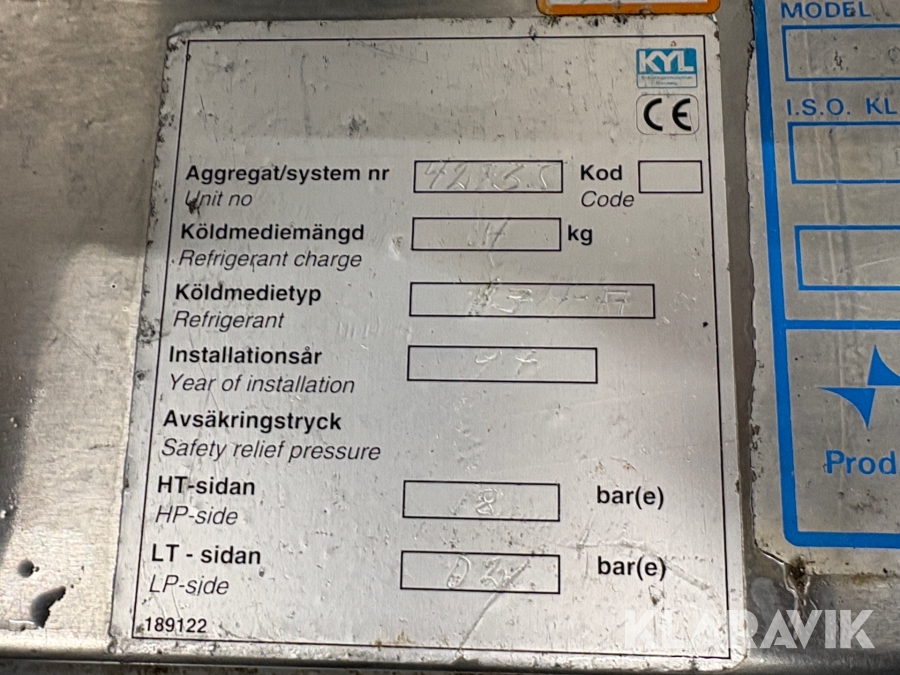 KYL
CE
Aggregat/system nr
Unit no
Kod
Code
Köldmediemängd
kg
Refrigerant charge
Köldmedietyp
Refrigerant
Installationsår
Year of installation
Avsäkringstryck
Safety relief pressure
HT-sidan
8
bar(e)
HP-side
LT - sidan
bar(e)
LP-side
189122
MODEL
I.S.O. KL
Prod
KLARAVIK